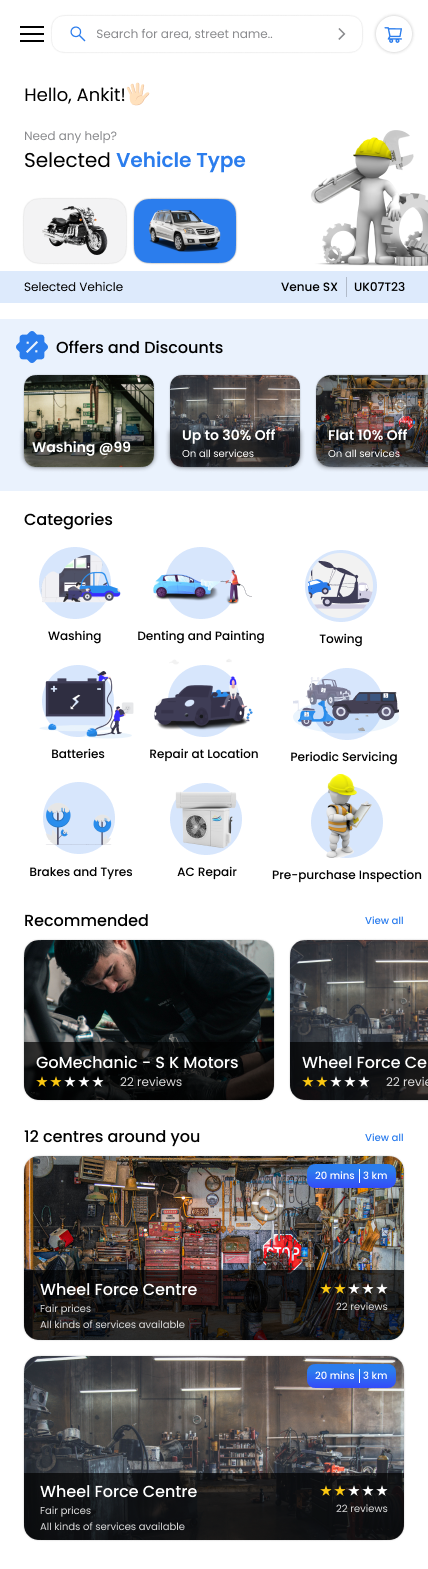 Search for area, street name..
Hello, Ankit!
Need any help?
Selected Vehicle Type
Selected Vehicle
Venue SX | UK07T23
Offers and Discounts
Washing @99
Up to 30% Off
On all services
Flat 10% Off
On all services
Categories
Washing
Denting and Painting
Towing
Batteries
Repair at Location
Periodic Servicing
Brakes and Tyres
AC Repair
Pre-purchase Inspection
Recommended
View all
GoMechanic - S K Motors
22 reviews
Wheel Force Ce
22 revie
12 centres around you
View all
20 mins | 3 km
STOP
Wheel Force Centre
Fair prices
All kinds of services available
22 reviews
20 mins | 3 km
Wheel Force Centre
Fair prices
All kinds of services available
22 reviews